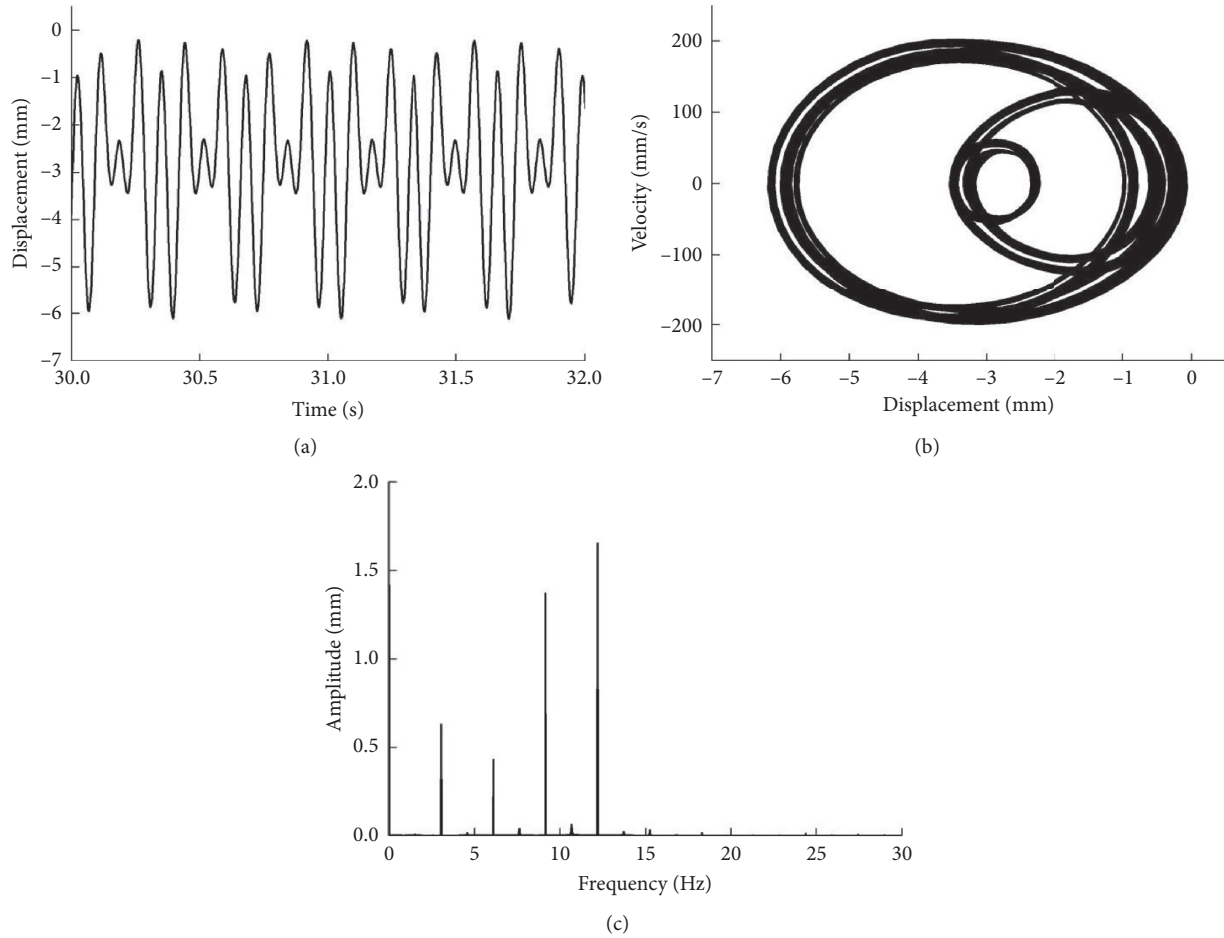 0
–1
–2
–3
–4
–5
–6
–7
Displacement (mm)
30.0 30.5 31.0 31.5 32.0
Time (s)
(a)
200
100
0
–100
–200
Velocity (mm/s)
–7 –6 –5 –4 –3 –2 –1 0
Displacement (mm)
(b)
2.0
1.5
1.0
0.5
0.0
Amplitude (mm)
0 5 10 15 20 25 30
Frequency (Hz)
(c)